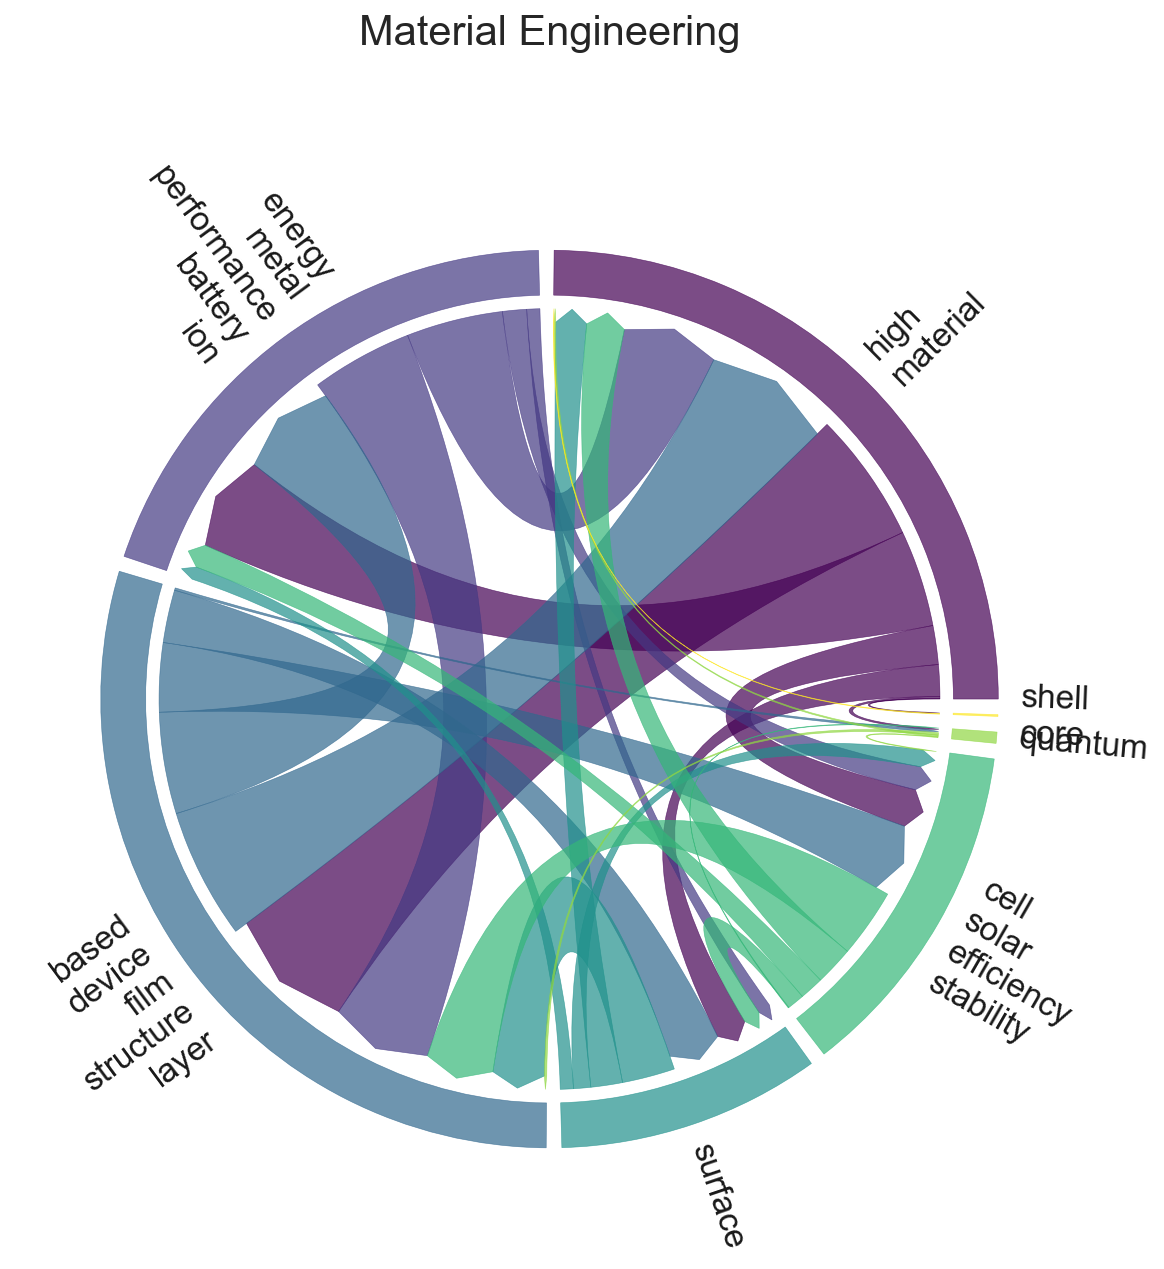 Material Engineering
energy
metal
performance
battery
ion
high
material
shell
core
quantum
cell
solar
efficiency
stability
based
device
film
structure
layer
surface